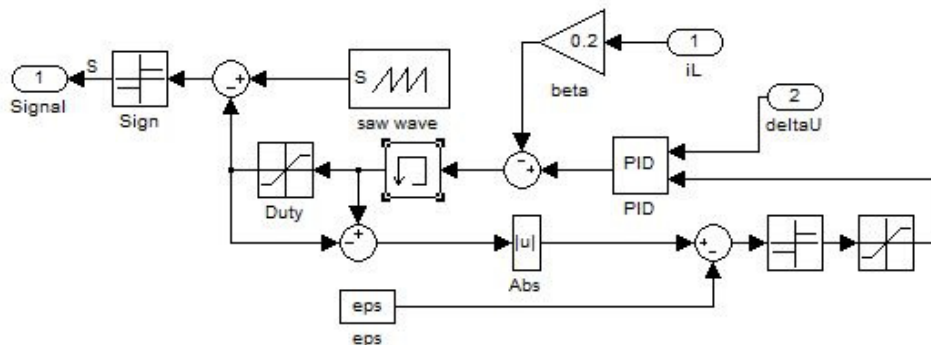 0.2
1
iL
beta
S
1
Signal
Sign
S
saw wave
2
deltaU
PID
PID
Duty
|u|
Abs
eps
eps